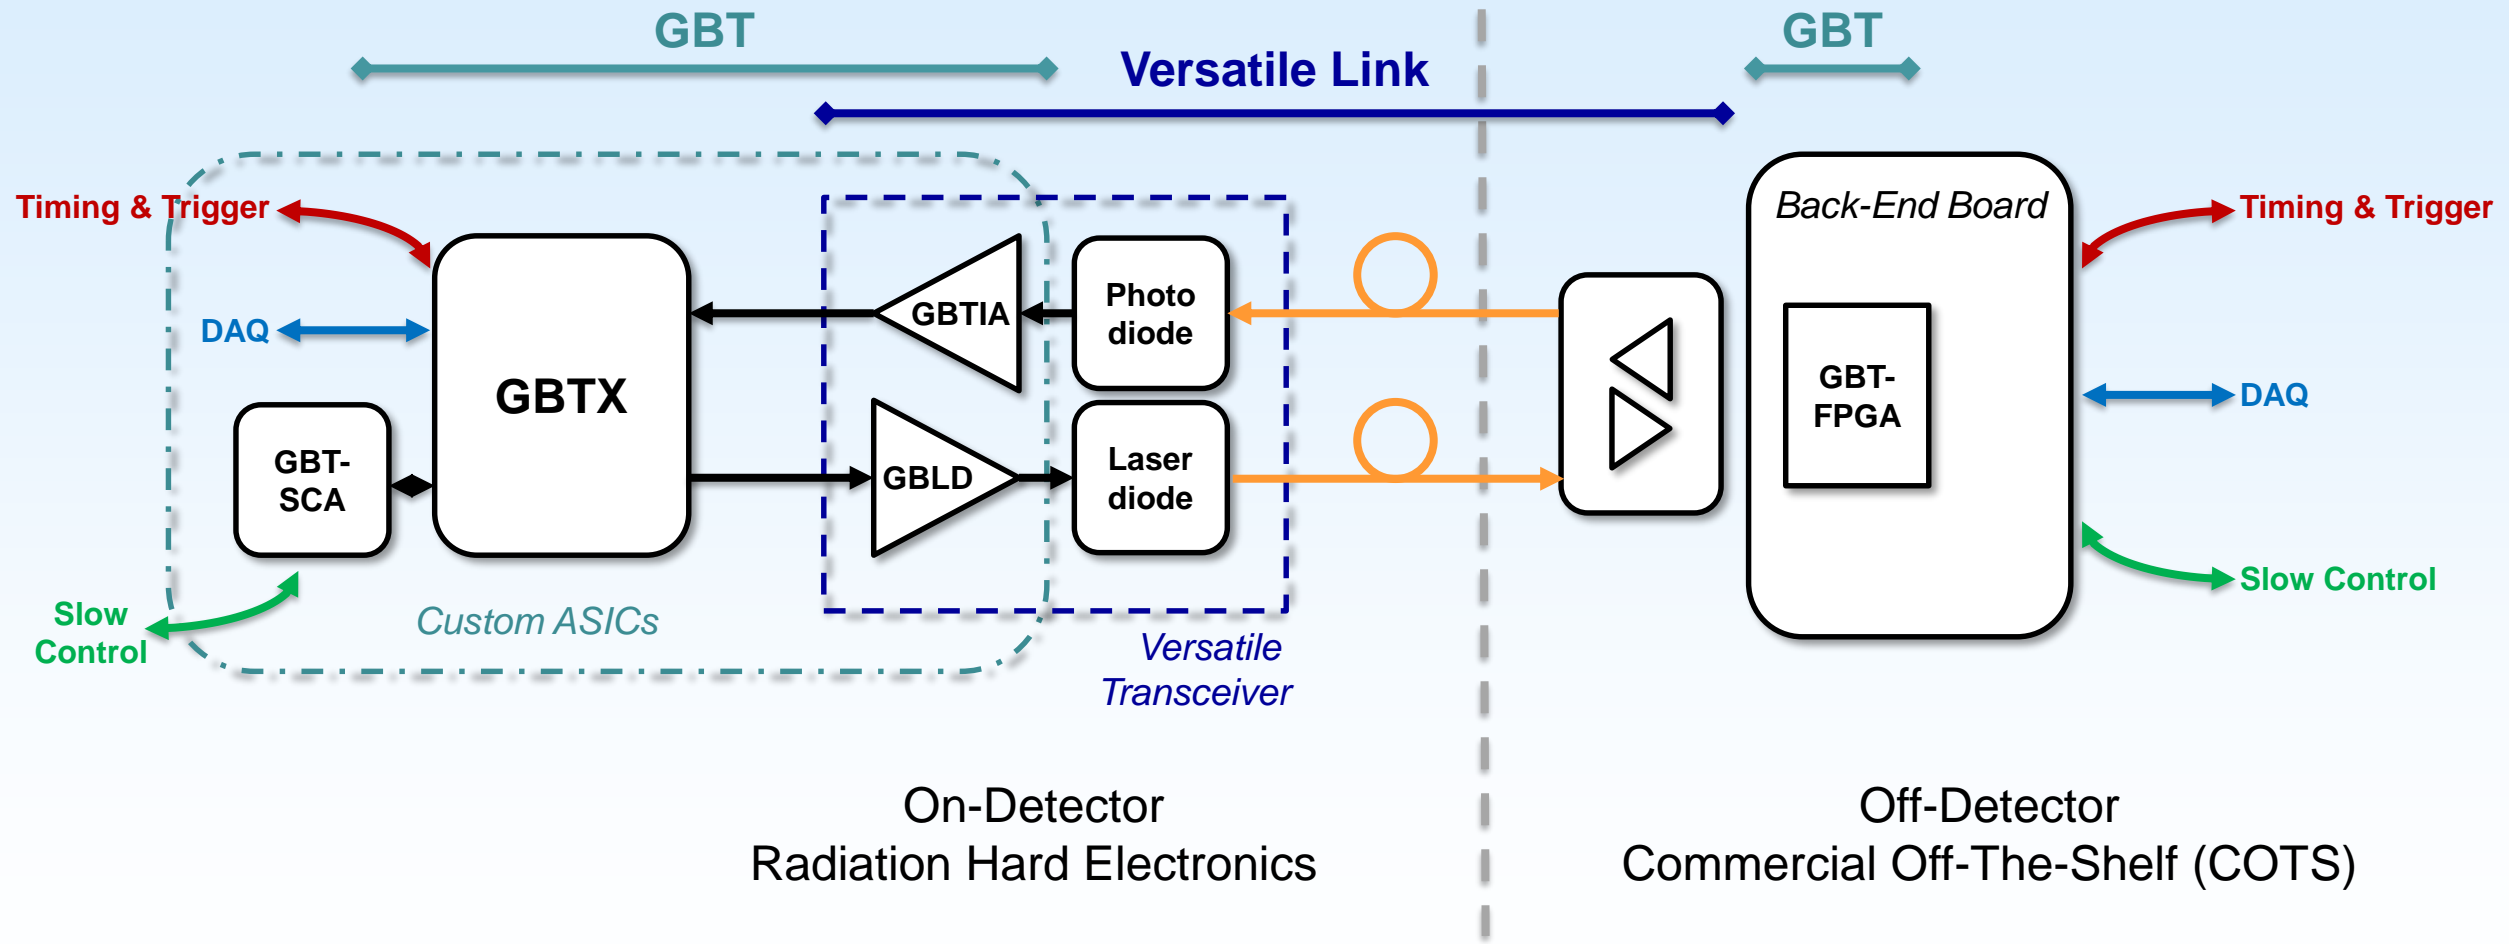 GBT
GBT
Versatile Link
Timing & Trigger
DAQ
GBT-
SCA
Slow
Control
GBTX
Custom ASICs
GBTIA
GBLD
Photo
diode
Laser
diode
Versatile
Transceiver
Back-End Board
GBT-
FPGA
Timing & Trigger
DAQ
Slow Control
On-Detector
Radiation Hard Electronics
Off-Detector
Commercial Off-The-Shelf (COTS)